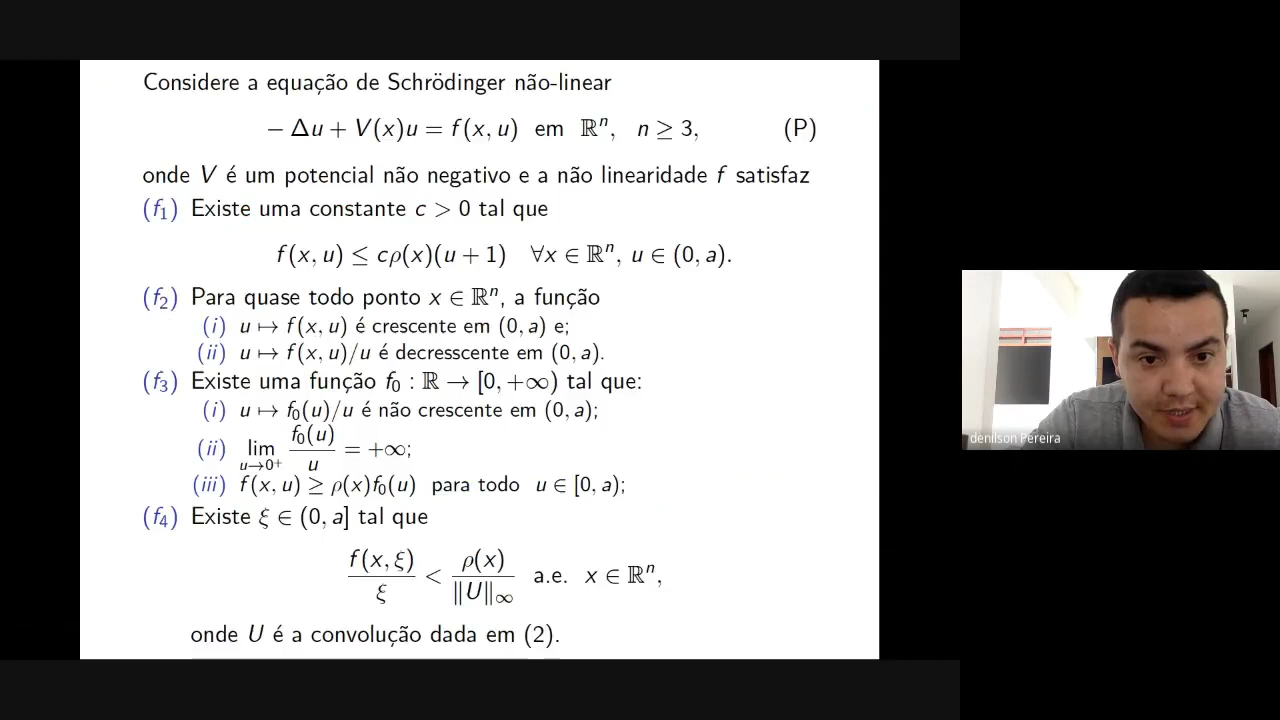 Considere a equação de Schrödinger não-linear
− Δu + V(x)u = f(x, u) em ℝⁿ, n ≥ 3, (P)
onde V é um potencial não negativo e a não linearidade f satisfaz
(f₁) Existe uma constante c > 0 tal que
f(x, u) ≤ cρ(x)(u + 1) ∀x ∈ ℝⁿ, u ∈ (0, a).
(f₂) Para quase todo ponto x ∈ ℝⁿ, a função
(i) u ↦ f(x, u) é crescente em (0, a) e;
(ii) u ↦ f(x, u)/u é decresscente em (0, a).
(f₃) Existe uma função f₀ : ℝ → [0, +∞) tal que:
(i) u ↦ f₀(u)/u é não crescente em (0, a);
(ii) lim_{u→0⁺} f₀(u)/u = +∞;
(iii) f(x, u) ≥ ρ(x)f₀(u) para todo u ∈ [0, a);
(f₄) Existe ξ ∈ (0, a] tal que
f(x, ξ)/ξ < ρ(x)/‖U‖∞ a.e. x ∈ ℝⁿ,
onde U é a convolução dada em (2).
denilson Pereira